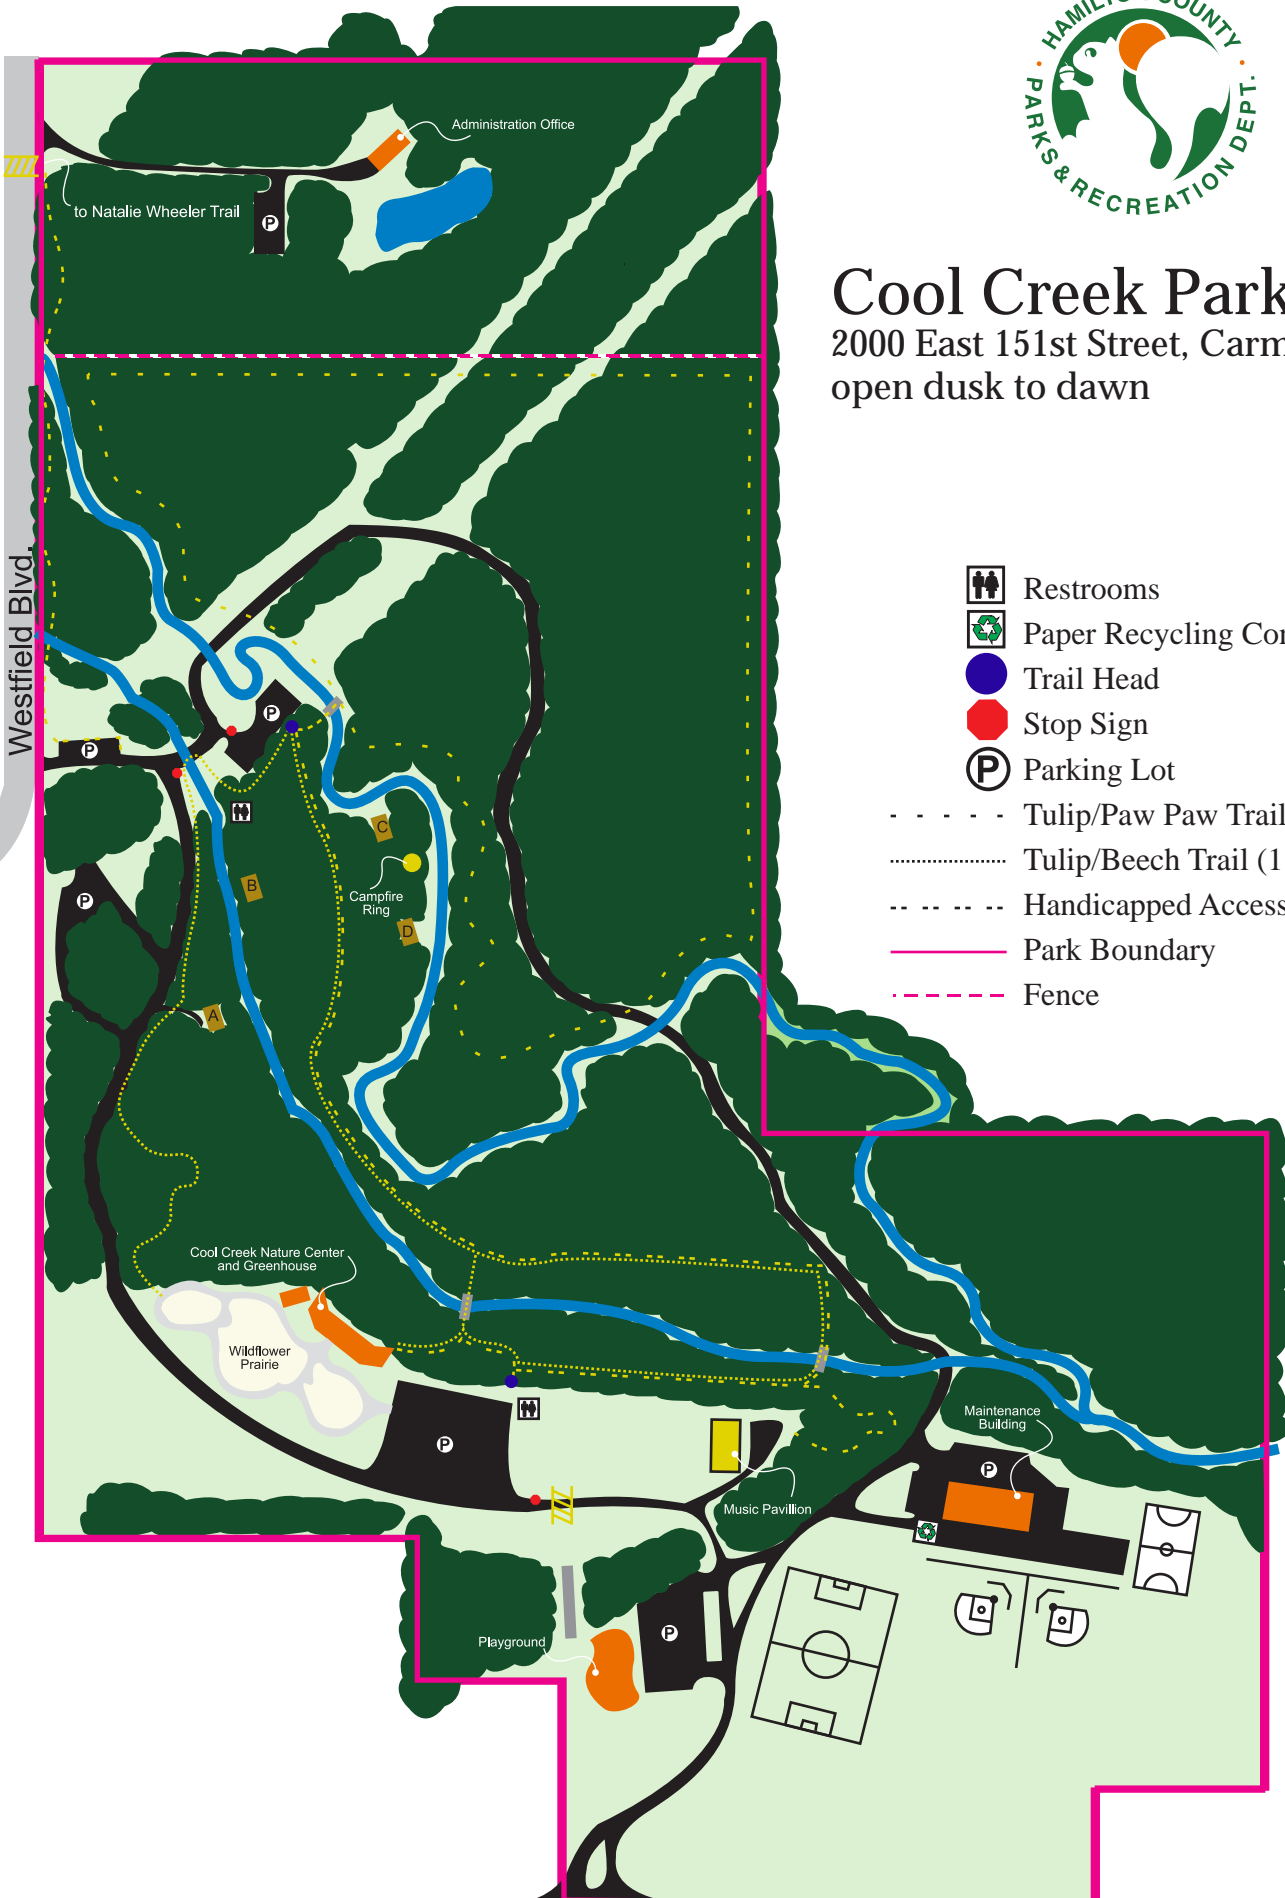 HAMILTON COUNTY
PARKS & RECREATION DEPT.
Administration Office
to Natalie Wheeler Trail
P
Cool Creek Park
2000 East 151st Street, Carm
open dusk to dawn
Westfield Blvd.
Restrooms
Paper Recycling Con
Trail Head
Stop Sign
P Parking Lot
Tulip/Paw Paw Trail
Tulip/Beech Trail (1
Handicapped Access
Park Boundary
Fence
P
P
C
B
Campfire
Ring
P
D
A
Cool Creek Nature Center
and Greenhouse
Wildflower
Prairie
Maintenance
Building
P
P
Music Pavillion
P
Playground